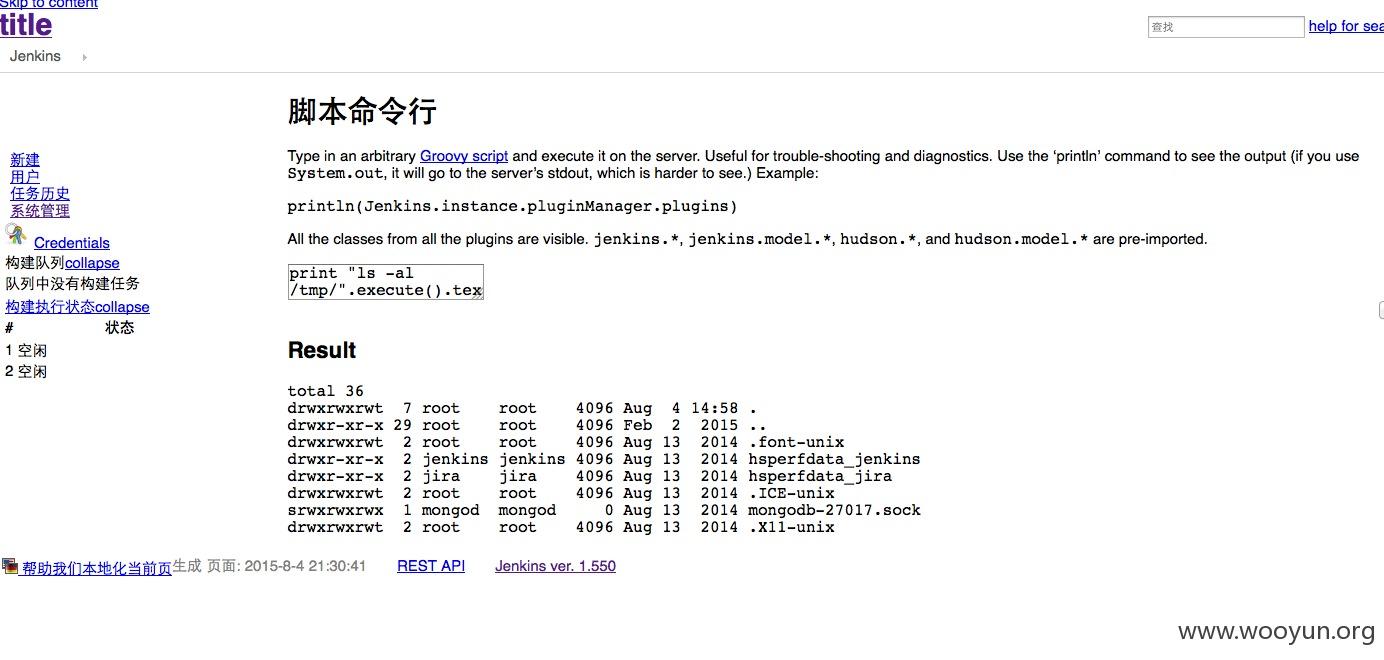 Skip to content
title
查找 help for sea
Jenkins
脚本命令行
新建
用户
任务历史
系统管理
Credentials
构建队列collapse
队列中没有构建任务
构建执行状态collapse
# 状态
1 空闲
2 空闲
Type in an arbitrary Groovy script and execute it on the server. Useful for trouble-shooting and diagnostics. Use the ‘println’ command to see the output (if you use
System.out, it will go to the server’s stdout, which is harder to see.) Example:
println(Jenkins.instance.pluginManager.plugins)
All the classes from all the plugins are visible. jenkins.*, jenkins.model.*, hudson.*, and hudson.model.* are pre-imported.
print "ls -al
/tmp/".execute().tex
Result
total 36
drwxrwxrwt  7 root    root    4096 Aug  4 14:58 .
drwxr-xr-x 29 root    root    4096 Feb  2  2015 ..
drwxrwxrwt  2 root    root    4096 Aug 13  2014 .font-unix
drwxr-xr-x  2 jenkins jenkins 4096 Aug 13  2014 hsperfdata_jenkins
drwxr-xr-x  2 jira    jira    4096 Aug 13  2014 hsperfdata_jira
drwxrwxrwt  2 root    root    4096 Aug 13  2014 .ICE-unix
srwxrwxrwx  1 mongod  mongod     0 Aug 13  2014 mongodb-27017.sock
drwxrwxrwt  2 root    root    4096 Aug 13  2014 .X11-unix
帮助我们本地化当前页 生成 页面: 2015-8-4 21:30:41 REST API Jenkins ver. 1.550
www.wooyun.org